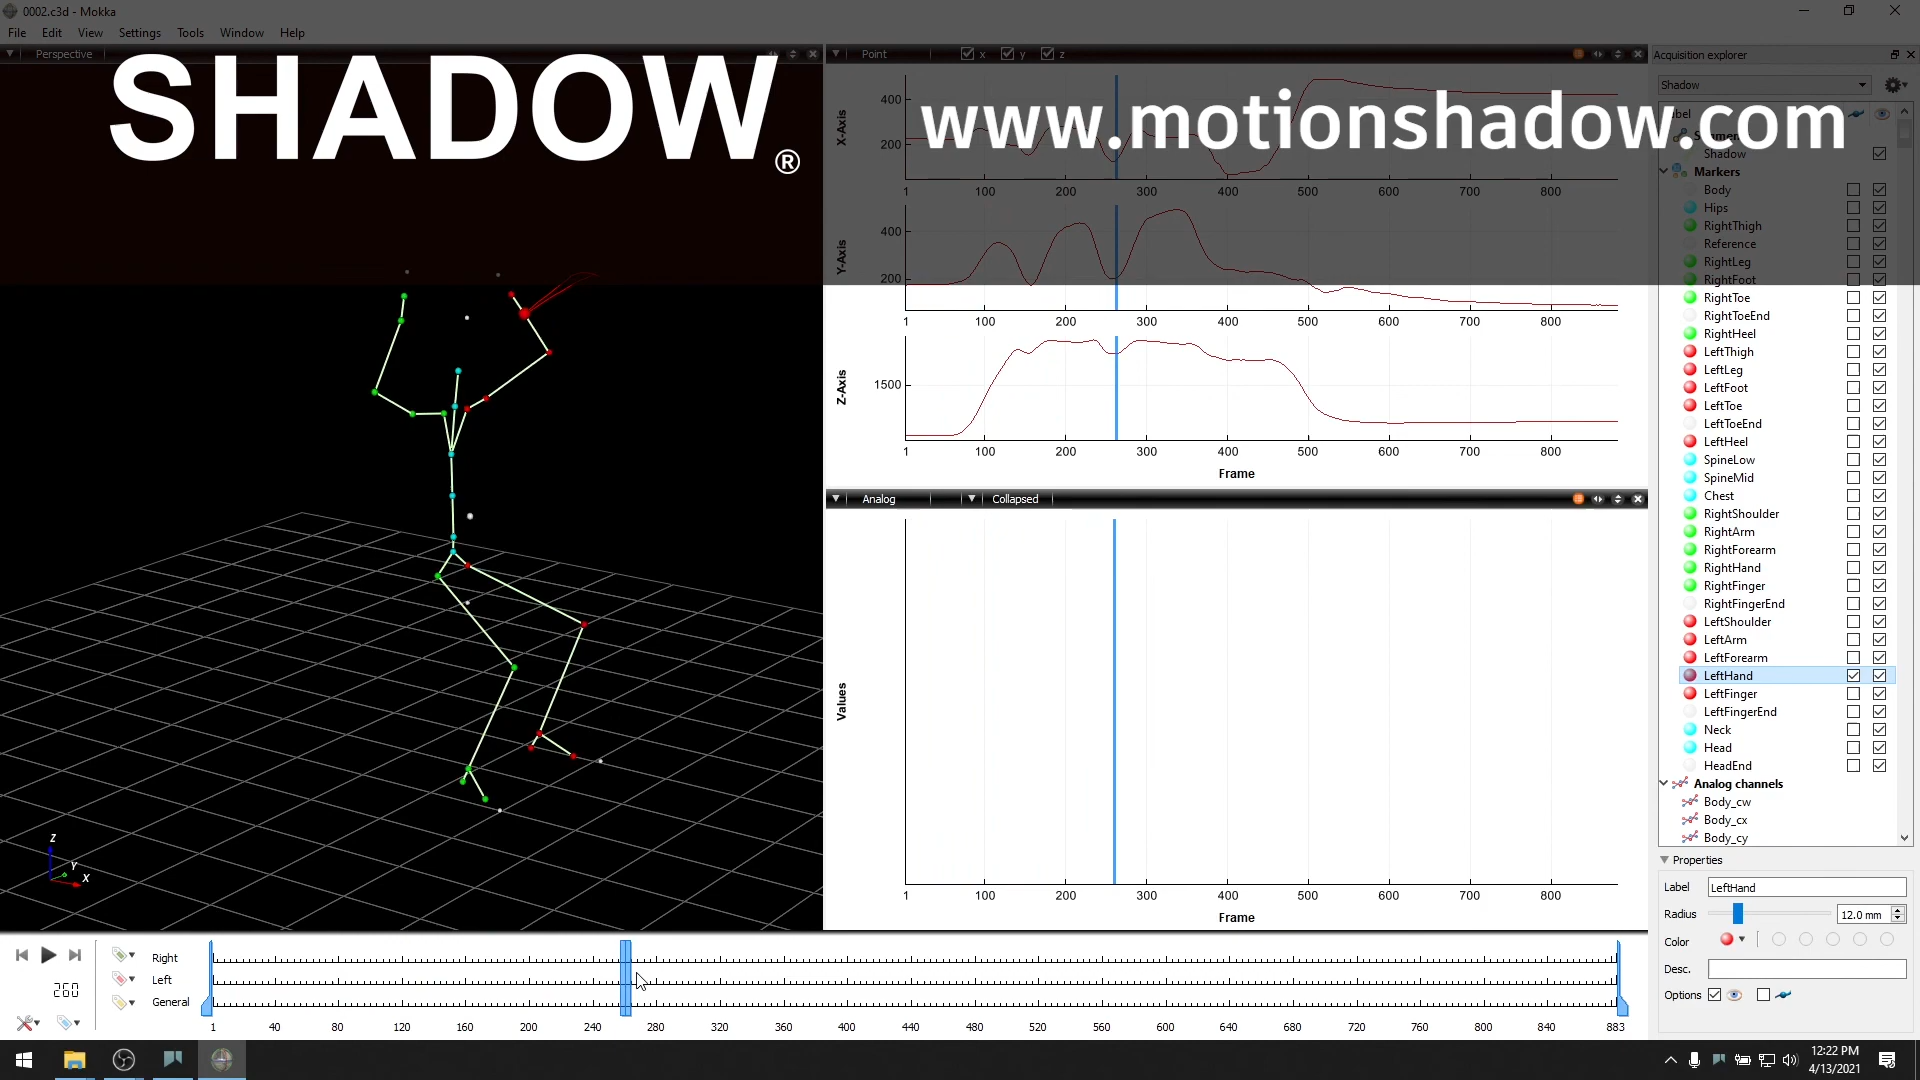 0002.c3d - Mokka
File Edit View Settings Tools Window Help
Perspective
SHADOW®
Point x y z
www.motionshadow.com
X-Axis
400
200
1 100 200 300 400 500 600 700 800
Y-Axis
400
200
1 100 200 300 400 500 600 700 800
Z-Axis
1500
1 100 200 300 400 500 600 700 800
Frame
Analog Collapsed
Values
1 100 200 300 400 500 600 700 800
Frame
Z
Y
X
Acquisition explorer
Shadow
Shadow
Markers
Body
Hips
RightThigh
Reference
RightLeg
RightFoot
RightToe
RightToeEnd
RightHeel
LeftThigh
LeftLeg
LeftFoot
LeftToe
LeftToeEnd
LeftHeel
SpineLow
SpineMid
Chest
RightShoulder
RightArm
RightForearm
RightHand
RightFinger
RightFingerEnd
LeftShoulder
LeftArm
LeftForearm
LeftHand
LeftFinger
LeftFingerEnd
Neck
Head
HeadEnd
Analog channels
Body_cw
Body_cx
Body_cy
Properties
Label LeftHand
Radius 12.0 mm
Color
Desc.
Options
260
Right
Left
General
1 40 80 120 160 200 240 280 320 360 400 440 480 520 560 600 640 680 720 760 800 840 883
12:22 PM
4/13/2021